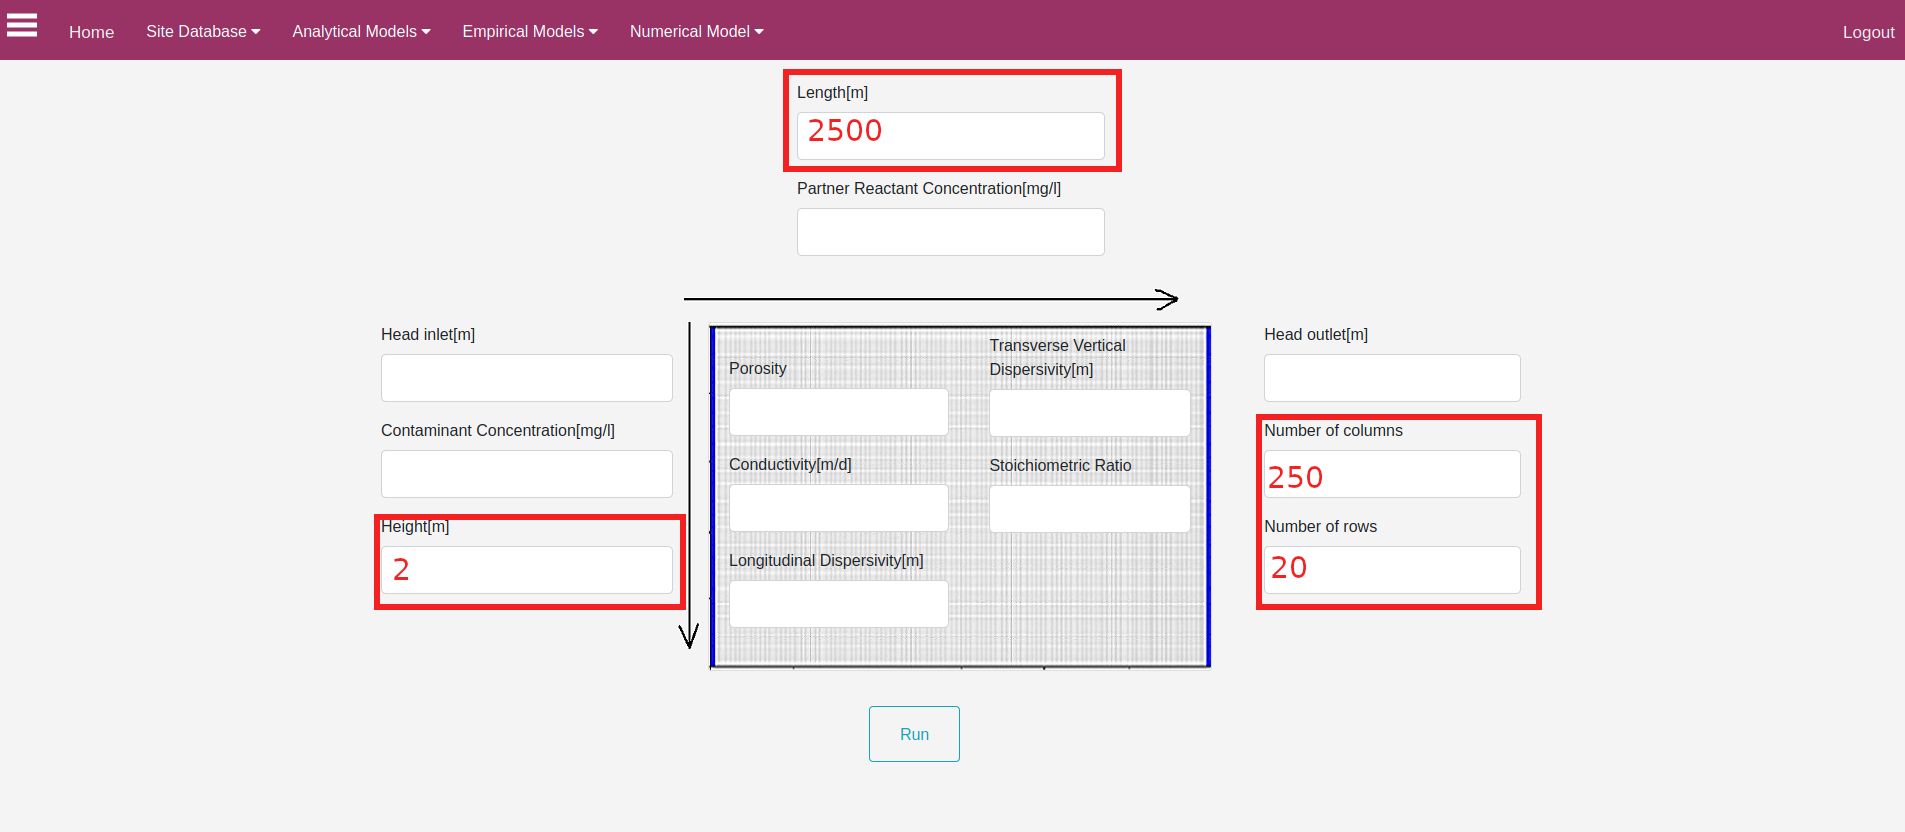 Home Site Database Analytical Models Empirical Models Numerical Model Logout
Length[m]
2500
Partner Reactant Concentration[mg/l]
Head inlet[m]
Contaminant Concentration[mg/l]
Height[m]
2
Porosity
Conductivity[m/d]
Longitudinal Dispersivity[m]
Transverse Vertical
Dispersivity[m]
Stoichiometric Ratio
Head outlet[m]
Number of columns
250
Number of rows
20
Run